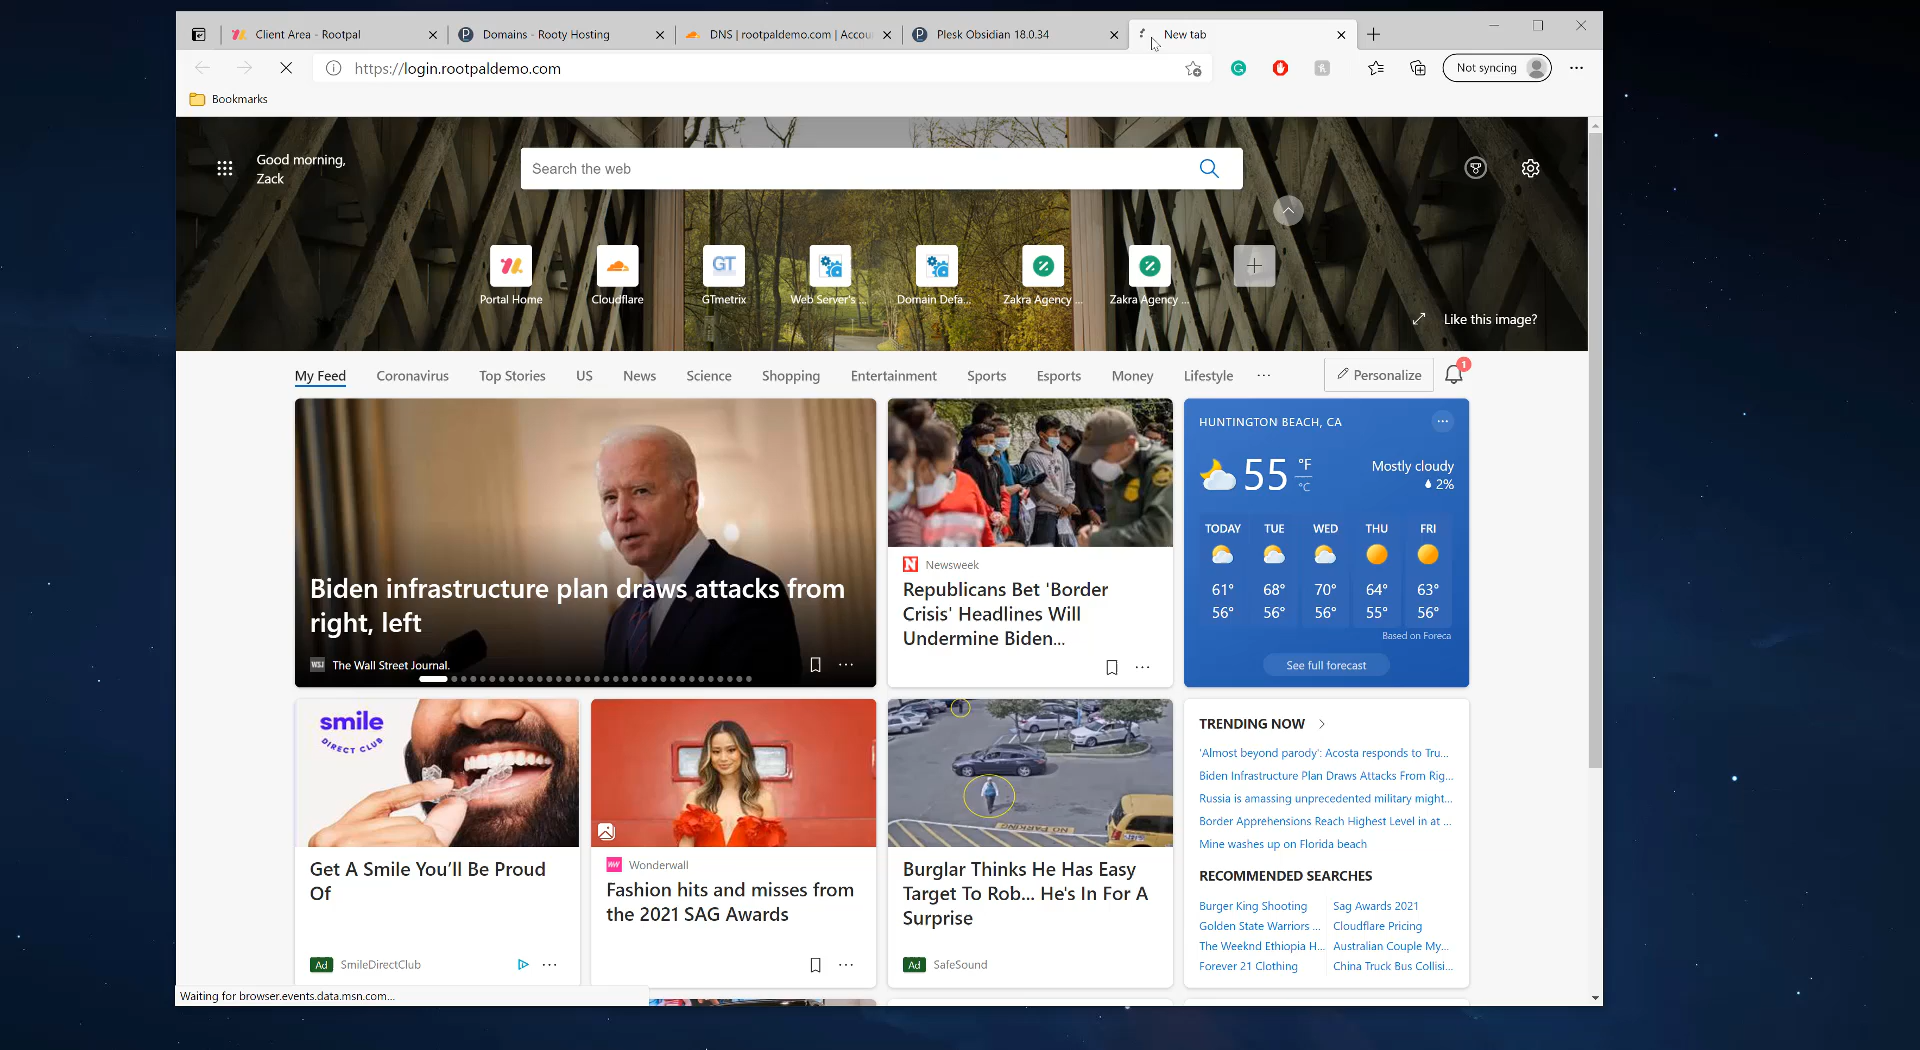 Client Area - Rootpal
Domains - Rooty Hosting
DNS | rootpaldemo.com | Accou
Plesk Obsidian 18.0.34
New tab
https://login.rootpaldemo.com
Not syncing
Bookmarks
Good morning,
Zack
Search the web
GT
Portal Home
Cloudflare
GTmetrix
Web Server's ...
Domain Defa...
Zakra Agency ...
Zakra Agency ...
Like this image?
My Feed
Coronavirus
Top Stories
US
News
Science
Shopping
Entertainment
Sports
Esports
Money
Lifestyle
Personalize
1
Biden infrastructure plan draws attacks from
right, left
WSJ
The Wall Street Journal.
N
Newsweek
Republicans Bet 'Border
Crisis' Headlines Will
Undermine Biden...
HUNTINGTON BEACH, CA
55
°F
°C
Mostly cloudy
2%
TODAY TUE WED THU FRI
61° 68° 70° 64° 63°
56° 56° 56° 55° 56°
Based on Foreca
See full forecast
smile
DIRECT CLUB
Get A Smile You'll Be Proud
Of
Ad SmileDirectClub
Wonderwall
Fashion hits and misses from
the 2021 SAG Awards
NO PARKING
Burglar Thinks He Has Easy
Target To Rob... He's In For A
Surprise
Ad SafeSound
TRENDING NOW
'Almost beyond parody': Acosta responds to Tru...
Biden Infrastructure Plan Draws Attacks From Rig...
Russia is amassing unprecedented military might...
Border Apprehensions Reach Highest Level in at ...
Mine washes up on Florida beach
RECOMMENDED SEARCHES
Burger King Shooting
Sag Awards 2021
Golden State Warriors ...
Cloudflare Pricing
The Weeknd Ethiopia H...
Australian Couple My...
Forever 21 Clothing
China Truck Bus Collisi...
Waiting for browser.events.data.msn.com...